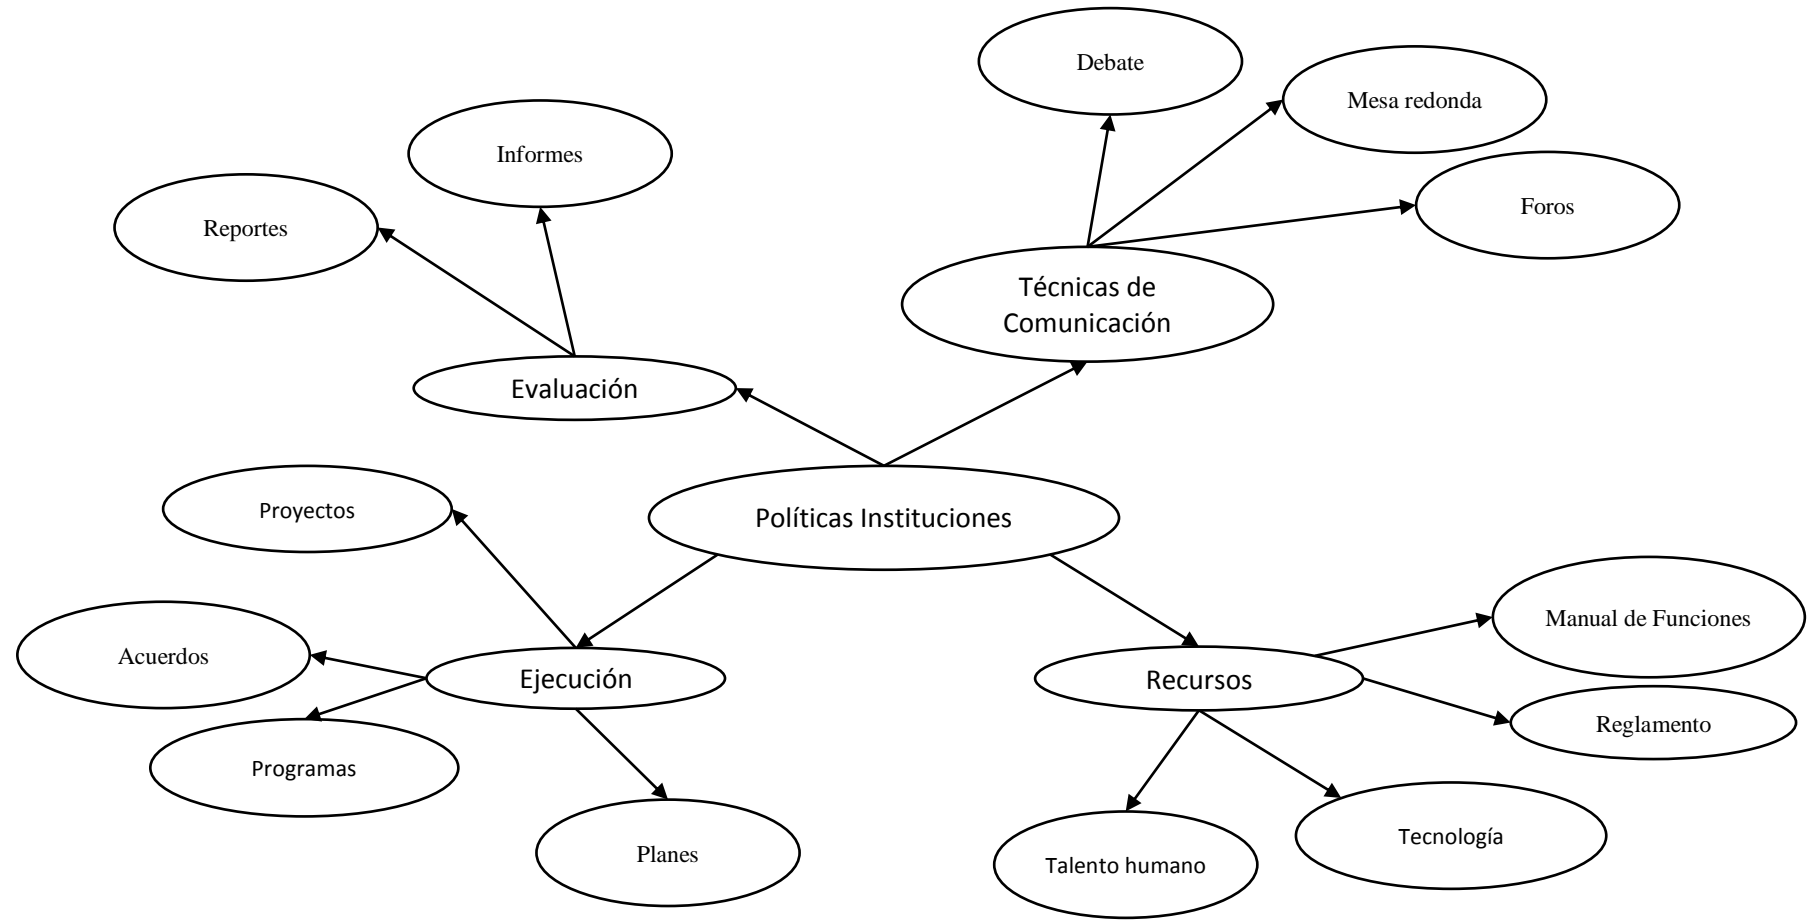 Debate
Mesa redonda
Informes
Foros
Reportes
Técnicas de
Comunicación
Evaluación
Proyectos
Políticas Instituciones
Manual de Funciones
Acuerdos
Ejecución
Recursos
Reglamento
Programas
Tecnología
Planes
Talento humano